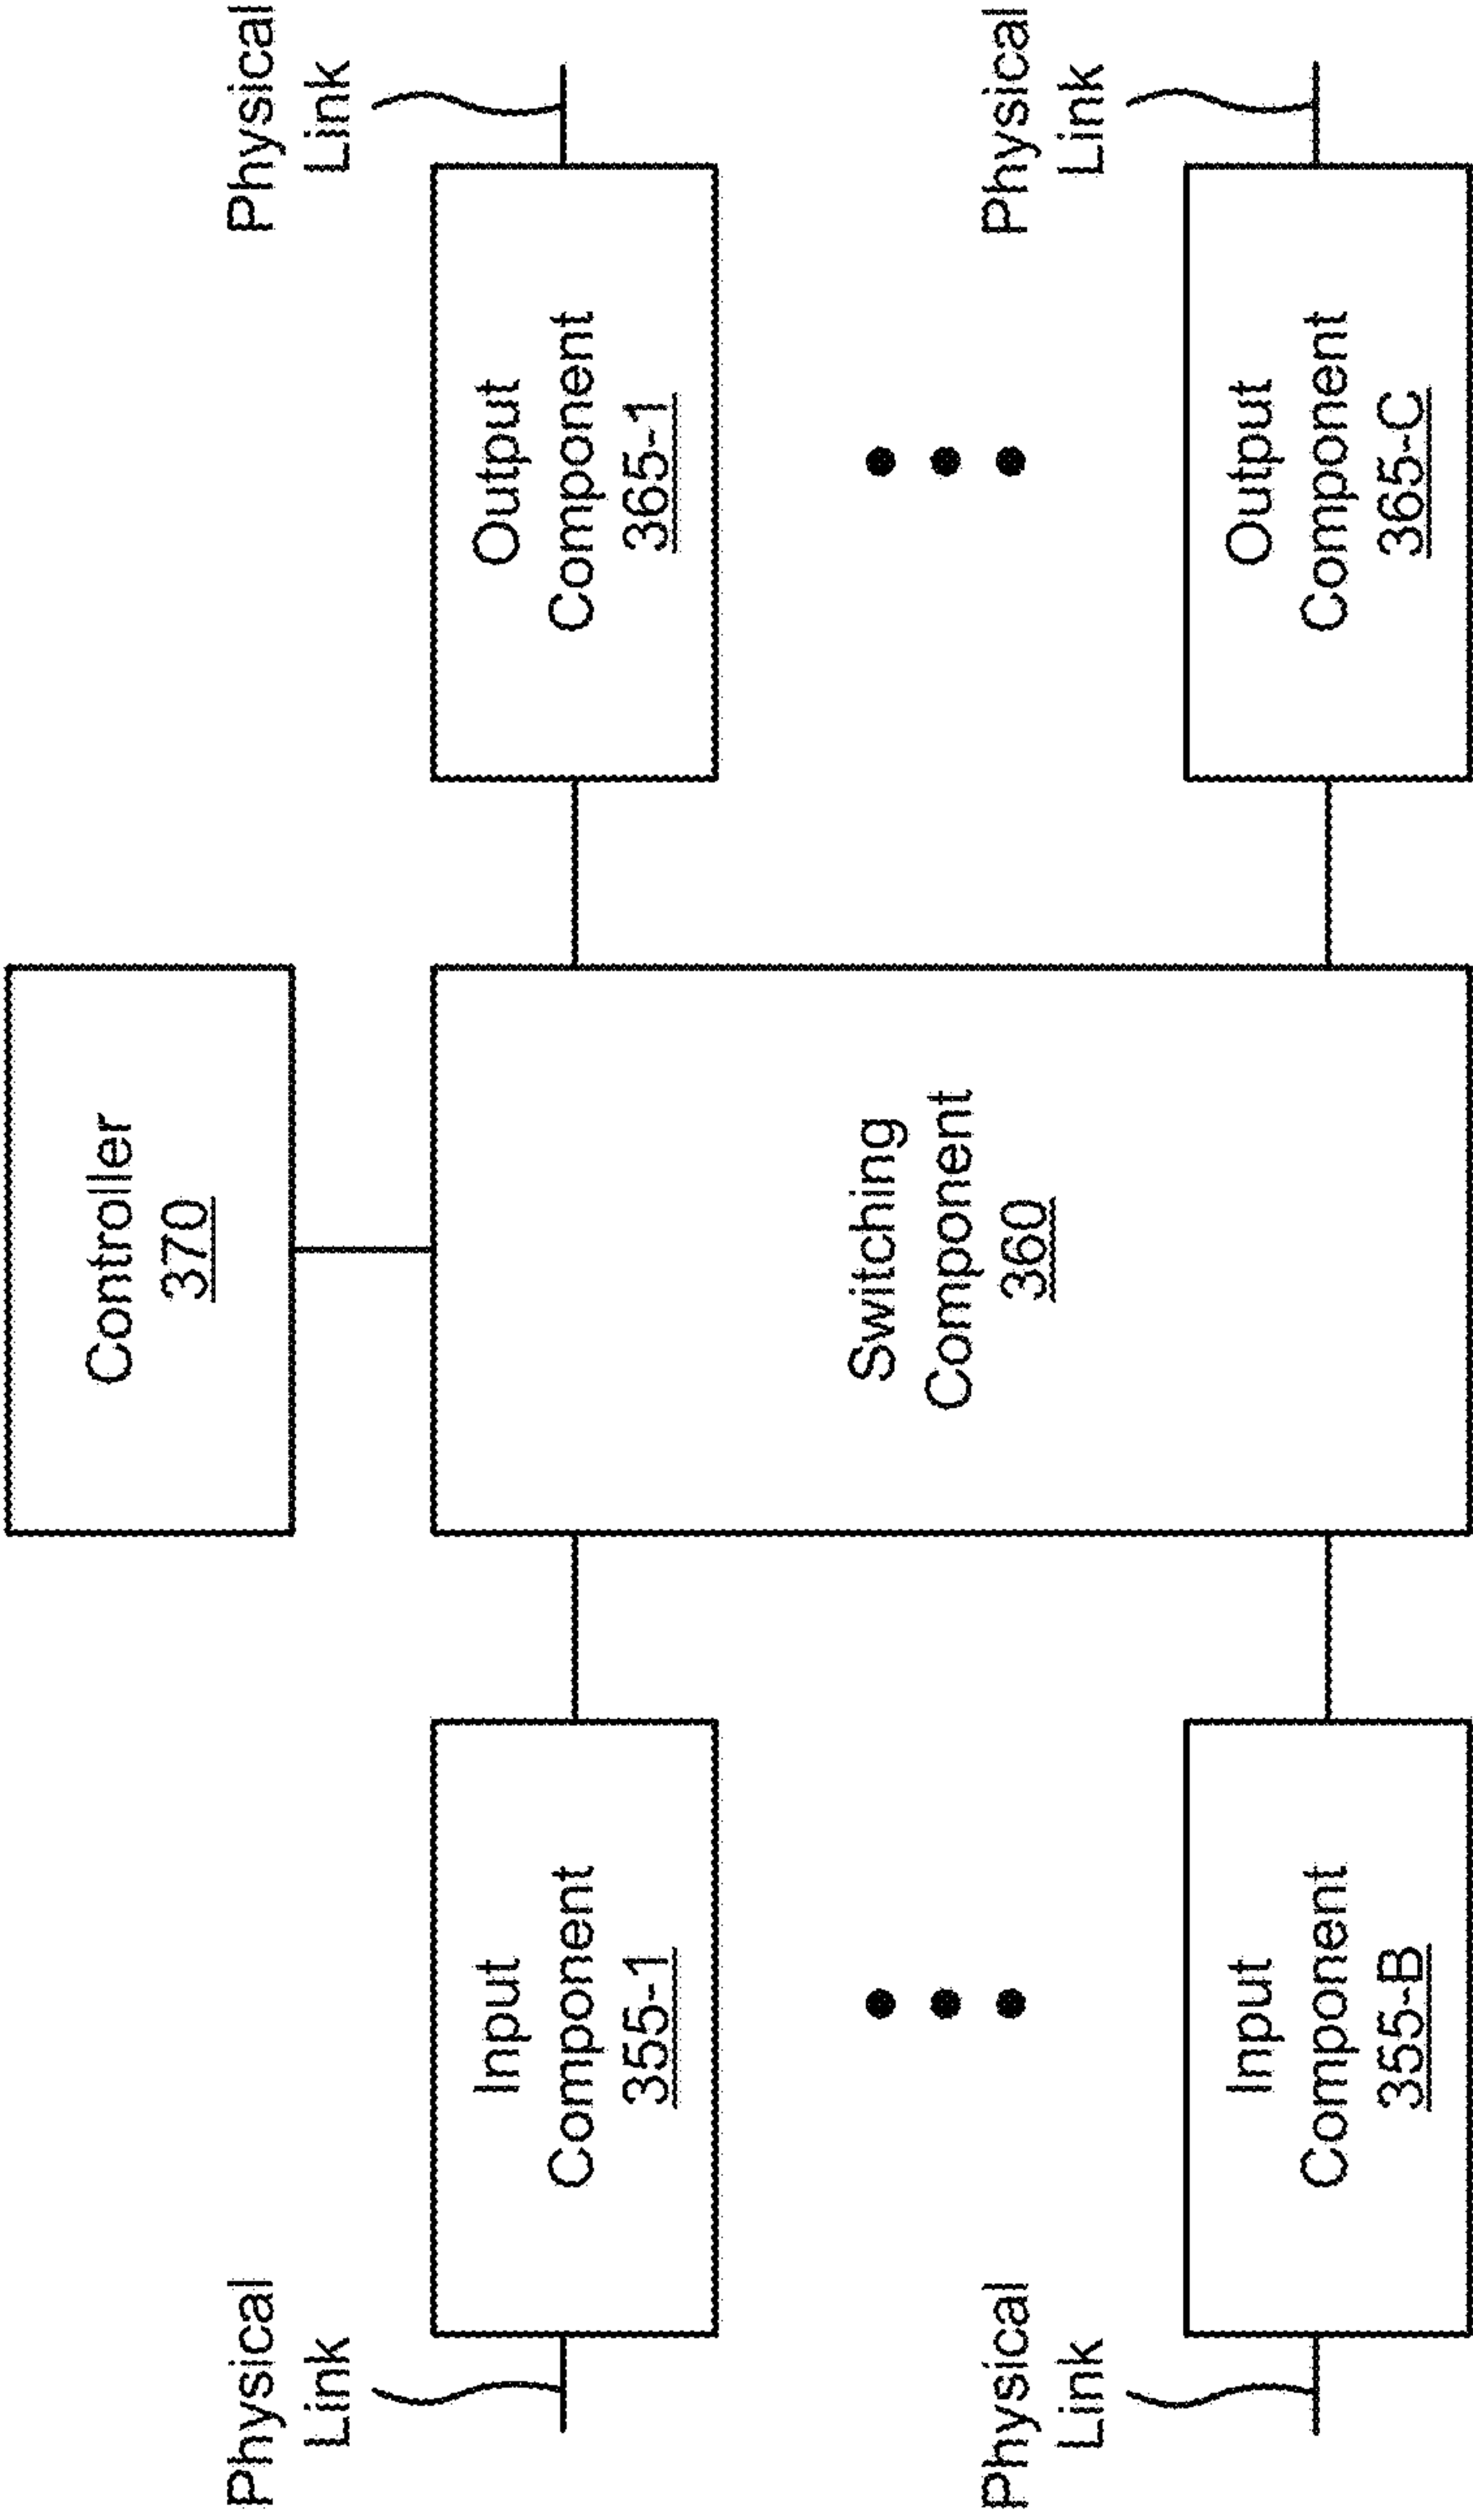 Controller
370
Physical
Link
Input
Component
355-1
Switching
Component
360
Output
Component
365-1
Physical
Link
Physical
Link
Input
Component
355-B
Output
Component
365-C
Physical
Link